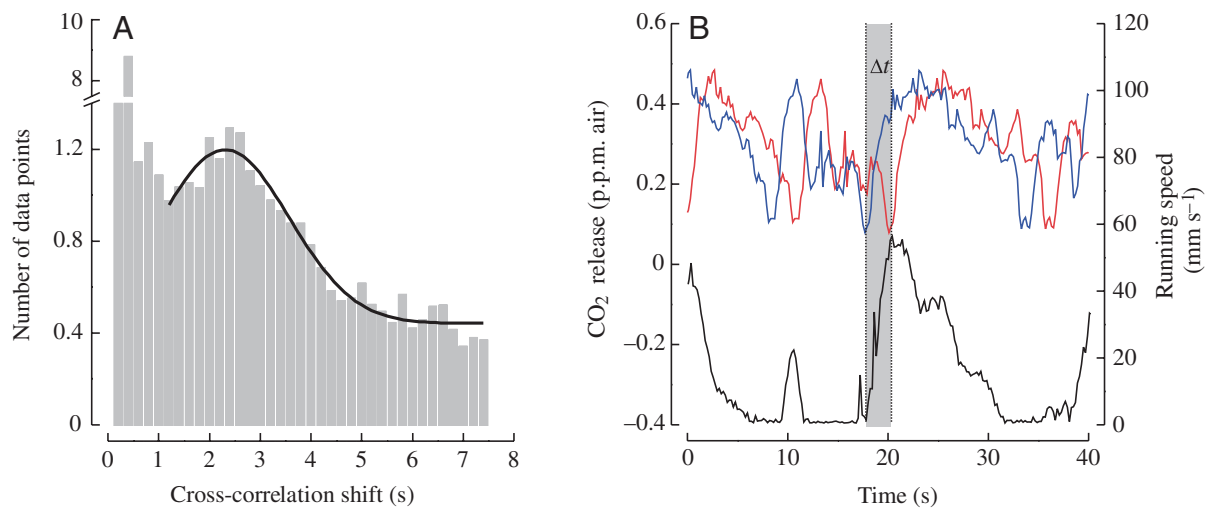 A
Number of data points
10
8
1.2
0.8
0.4
0
0 1 2 3 4 5 6 7 8
Cross-correlation shift (s)
B
Δt
CO2 release (p.p.m. air)
0.6
0.4
0.2
0
–0.2
–0.4
120
100
80
60
40
20
0
Running speed
(mm s–1)
0 10 20 30 40
Time (s)